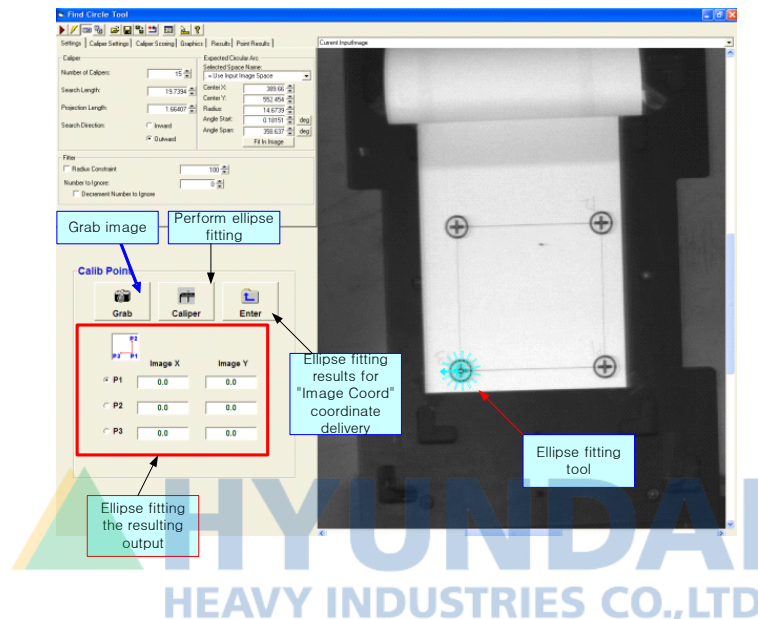 Find Circle Tool
Settings
Caliper Settings
Caliper Scoring
Graphics
Results
Point Results
Current.InputImage
Caliper
Number of Calipers:
15
Search Length:
19.7394
Projection Length:
1.66407
Search Direction:
Inward
Outward
Expected Circular Arc
Selected Space Name:
. = Use Input Image Space
Center X:
389.66
Center Y:
952.454
Radius:
14.6739
Angle Start:
0.18151
deg
Angle Span:
358.637
deg
Fit In Image
Fitter
Radius Constraint
100
Number to Ignore:
0
Decrement Number to Ignore
Grab image
Perform ellipse
fitting
Calib Point
Grab
Caliper
Enter
P2
P3 P1
Image X
Image Y
P1
0.0
0.0
P2
0.0
0.0
P3
0.0
0.0
Ellipse fitting
results for
"Image Coord"
coordinate
delivery
Ellipse fitting
tool
Ellipse fitting
the resulting
output
HYUNDAI
HEAVY INDUSTRIES CO.,LTD